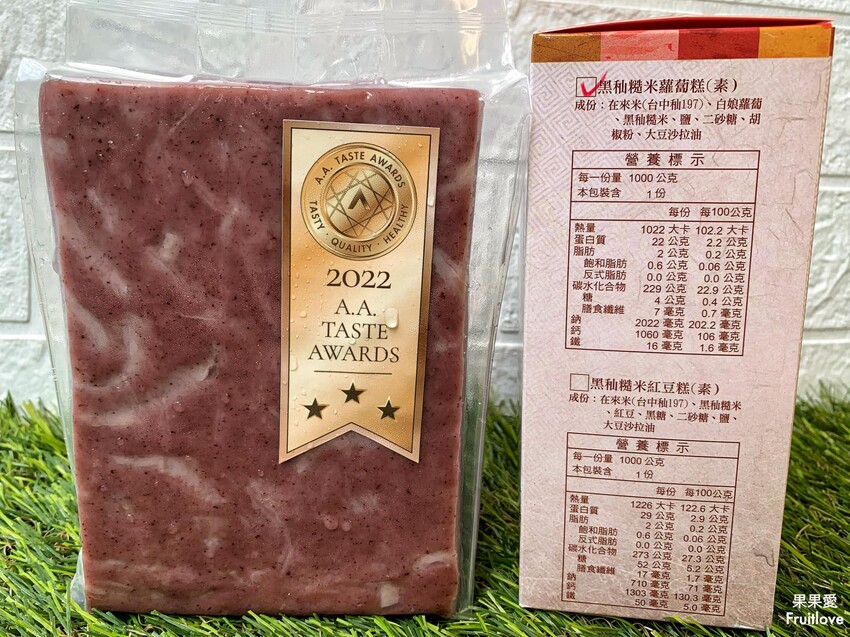 A.A. TASTE AWARDS
TASTY · QUALITY · HEALTHY
2022
A.A.
TASTE
AWARDS
黑秈糙米蘿蔔糕(素)
成份：在來米(台中秈197)、白娘蘿蔔
、黑秈糙米、鹽、二砂糖、胡
椒粉、大豆沙拉油
營養標示
每一份量 1000 公克
本包裝含 1份
每份 每100公克
熱量 1022 大卡 102.2 大卡
蛋白質 22 公克 2.2 公克
脂肪 2 公克 0.2 公克
飽和脂肪 0.6 公克 0.06 公克
反式脂肪 0.0 公克 0.0 公克
碳水化合物 229 公克 22.9 公克
糖 4 公克 0.4 公克
膳食纖維 7 毫克 0.7 毫克
鈉 2022 毫克 202.2 毫克
鈣 1060 毫克 106 毫克
鐵 16 毫克 1.6 毫克
黑秈糙米紅豆糕(素)
成份：在來米(台中秈197)、黑秈糙米
、紅豆、黑糖、二砂糖、鹽、
大豆沙拉油
營養標示
每一份量 1000 公克
本包裝含 1份
每份 每100公克
熱量 1226 大卡 122.6 大卡
蛋白質 29 公克 2.9 公克
脂肪 2 公克 0.2 公克
飽和脂肪 0.6 公克 0.06 公克
反式脂肪 0.0 公克 0.0 公克
碳水化合物 273 公克 27.3 公克
糖 52 公克 5.2 公克
膳食纖維 17 毫克 1.7 毫克
鈉 710 毫克 71 毫克
鈣 1303 毫克 130.3 毫克
鐵 50 毫克 5.0 毫克
果果愛
Fruitlove